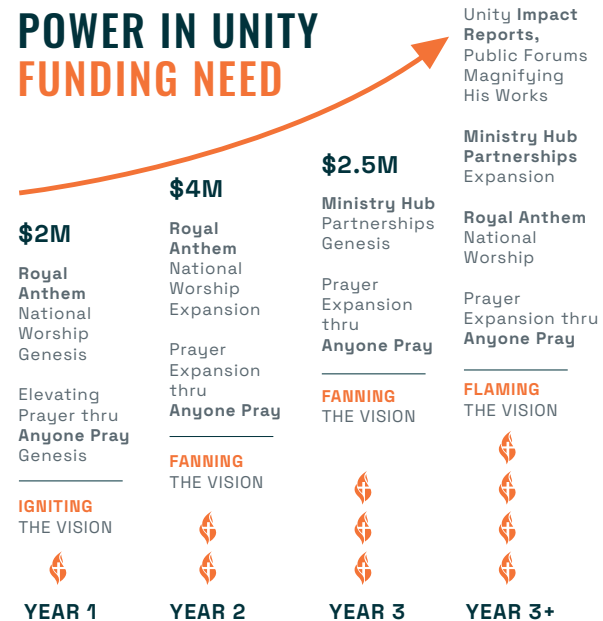 POWER IN UNITY
FUNDING NEED
$2M
Royal
Anthem
National
Worship
Genesis
Elevating
Prayer thru
Anyone Pray
Genesis
IGNITING
THE VISION
YEAR 1
$4M
Royal
Anthem
National
Worship
Expansion
Prayer
Expansion
thru
Anyone Pray
FANNING
THE VISION
YEAR 2
$2.5M
Ministry Hub
Partnerships
Genesis
Prayer
Expansion
thru
Anyone Pray
FANNING
THE VISION
YEAR 3
Unity Impact
Reports,
Public Forums
Magnifying
His Works
Ministry Hub
Partnerships
Expansion
Royal Anthem
National
Worship
Prayer
Expansion thru
Anyone Pray
FLAMING
THE VISION
YEAR 3+